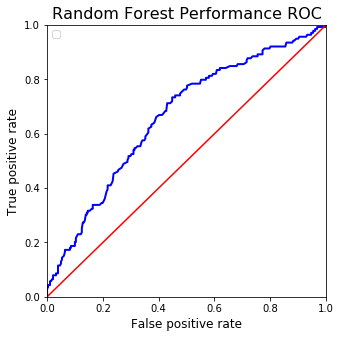 Random Forest Performance ROC
True positive rate
1.0
0.8
0.6
0.4
0.2
0.0
0.0 0.2 0.4 0.6 0.8 1.0
False positive rate